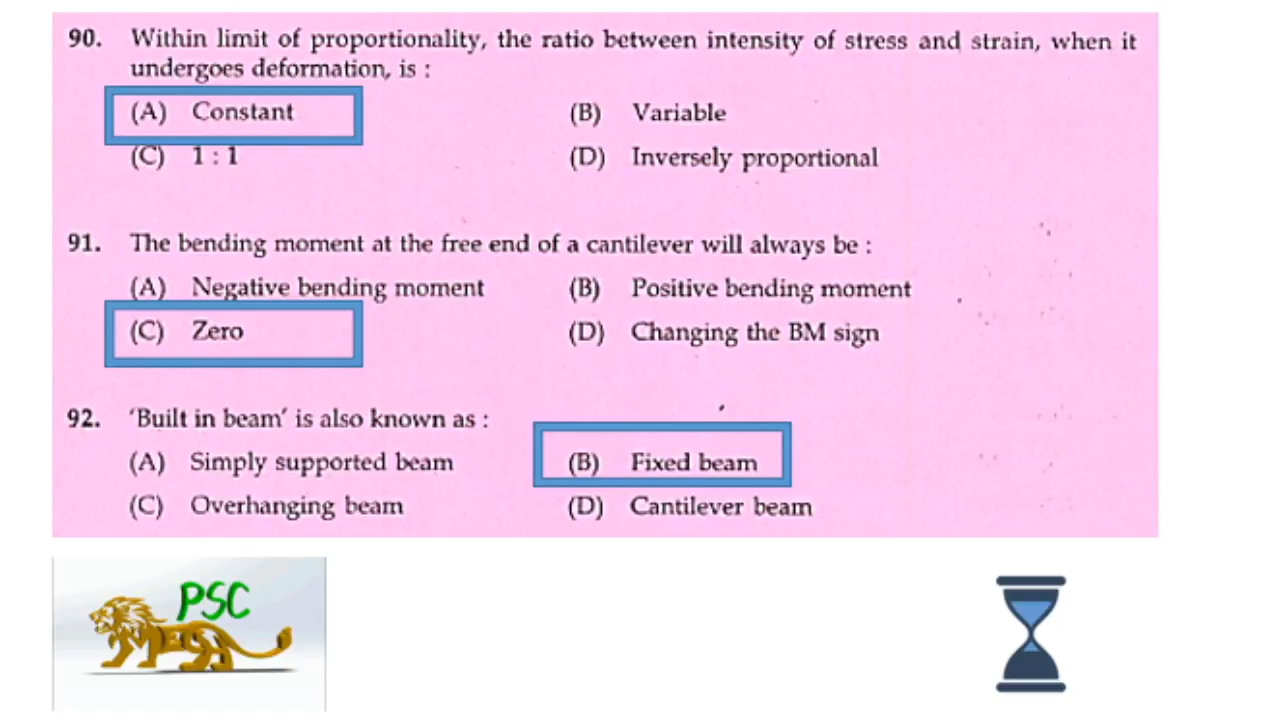 90. Within limit of proportionality, the ratio between intensity of stress and strain, when it
undergoes deformation, is :
(A) Constant (B) Variable
(C) 1 : 1 (D) Inversely proportional
91. The bending moment at the free end of a cantilever will always be :
(A) Negative bending moment (B) Positive bending moment
(C) Zero (D) Changing the BM sign
92. ‘Built in beam’ is also known as :
(A) Simply supported beam (B) Fixed beam
(C) Overhanging beam (D) Cantilever beam
PSC